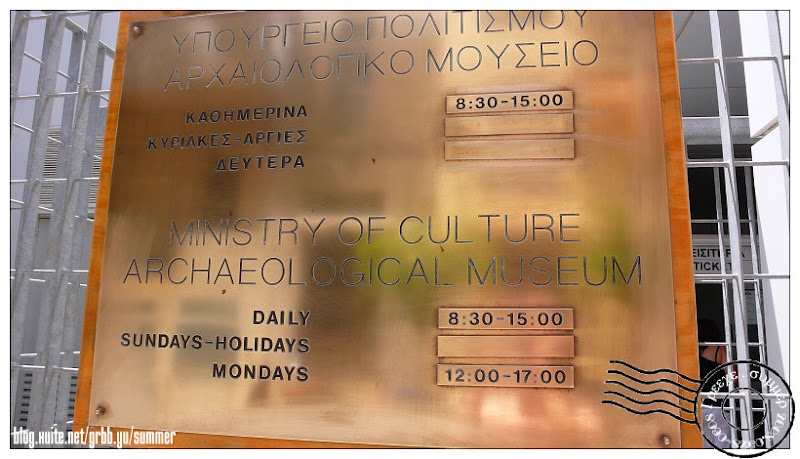 ΥΠΟΥΡΓΕΙΟ ΠΟΛΙΤΙΣΜΟΥ
ΑΡΧΑΙΟΛΟΓΙΚΟ ΜΟΥΣΕΙΟ
ΚΑΘΗΜΕΡΙΝΑ 8:30-15:00
ΚΥΡΙΑΚΕΣ-ΑΡΓΙΕΣ
ΔΕΥΤΕΡΑ
MINISTRY OF CULTURE
ARCHAEOLOGICAL MUSEUM
DAILY 8:30-15:00
SUNDAYS-HOLIDAYS
MONDAYS 12:00-17:00
TICKET
blog.xuite.net/grbb.yu/summer